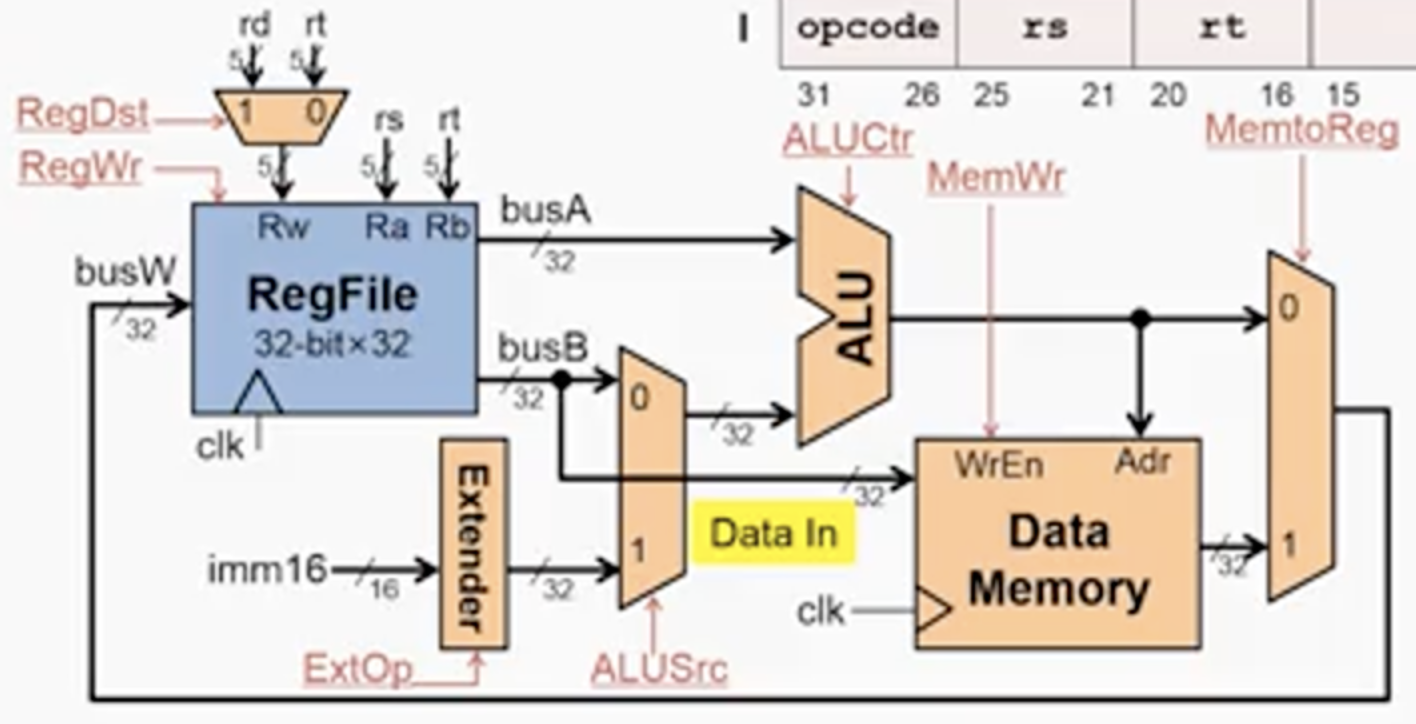 rd rt
I opcode rs rt
5 5
31 26 25 21 20 16 15
RegDst 1 0
rs rt
ALUCtr MemtoReg
RegWr 5 5 5
MemWr
Rw Ra Rb busA
32
busW
RegFile
32
32-bit×32
ALU
0
busB
32
0
clk
32
32
WrEn Adr
Extender
Data In
Data
Memory
1
32
1
imm16
16
32
clk
ExtOp
ALUSrc